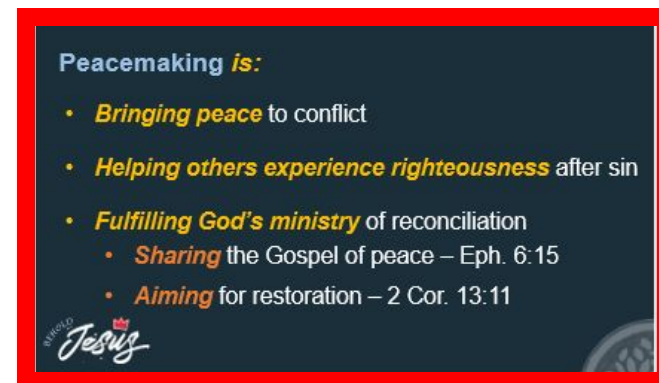 Peacemaking is:
• Bringing peace to conflict
• Helping others experience righteousness after sin
• Fulfilling God's ministry of reconciliation
• Sharing the Gospel of peace – Eph. 6:15
• Aiming for restoration – 2 Cor. 13:11
BEHOLD
Jesus